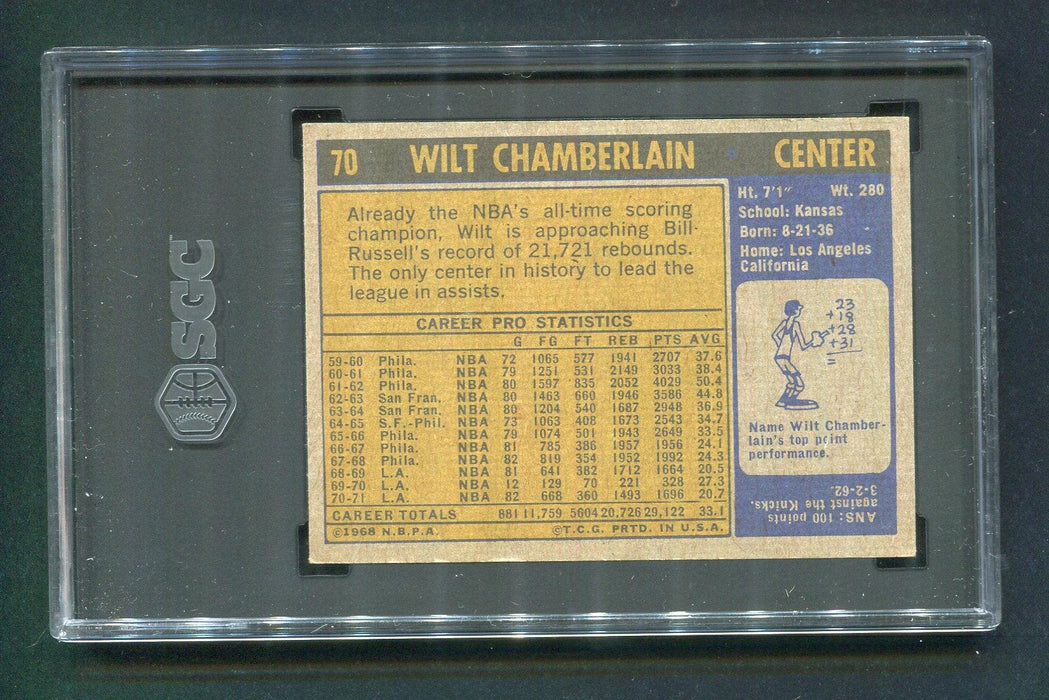 SGC
70 WILT CHAMBERLAIN CENTER
Already the NBA's all-time scoring
champion, Wilt is approaching Bill
Russell's record of 21,721 rebounds.
The only center in history to lead the
league in assists.
CAREER PRO STATISTICS
G FG FT REB PTS AVG
59-60 Phila. NBA 72 1065 577 1941 2707 37.6
60-61 Phila. NBA 79 1251 531 2149 3033 38.4
61-62 Phila. NBA 80 1597 835 2052 4029 50.4
62-63 San Fran. NBA 80 1463 660 1946 3586 44.8
63-64 San Fran. NBA 80 1204 540 1687 2948 36.9
64-65 S.F.-Phil. NBA 73 1063 408 1673 2543 34.7
65-66 Phila. NBA 79 1074 501 1943 2649 33.5
66-67 Phila. NBA 81 785 386 1957 1956 24.1
67-68 Phila. NBA 82 819 354 1952 1992 24.3
68-69 L.A. NBA 81 641 382 1712 1664 20.5
69-70 L.A. NBA 12 129 70 221 328 27.3
70-71 L.A. NBA 82 668 360 1493 1696 20.7
CAREER TOTALS 881 11,759 5604 20,726 29,122 33.1
©1968 N.B.P.A. ©T.C.G. PRTD. IN U.S.A.
Ht. 7'1" Wt. 280
School: Kansas
Born: 8-21-36
Home: Los Angeles
California
23
+18
+28
+31
=
Name Wilt Chamber-
lain's top point
performance.
ANS: 100 points
against the Knicks.
3-2-62.